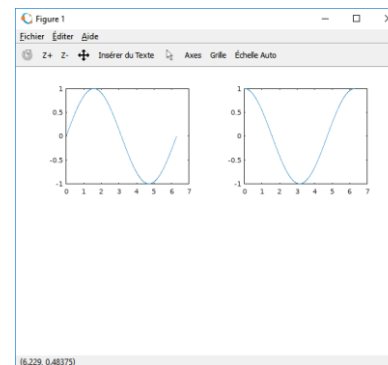 Figure 1
Fichier Éditer Aide
Z+ Z- Insérer du Texte Axes Grille Échelle Auto
1 1
0.5 0.5
0 0
-0.5 -0.5
-1 -1
0 1 2 3 4 5 6 7 0 1 2 3 4 5 6 7
(6.229, 0.48375)